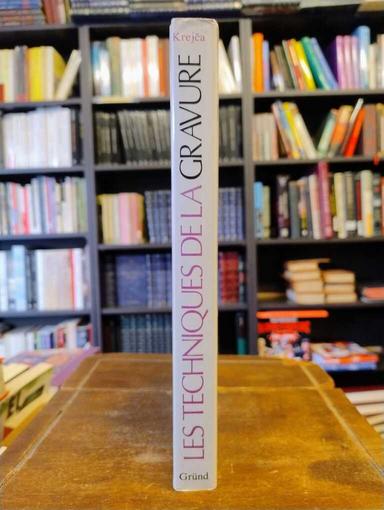 Krejča
LES TECHNIQUES DE LA GRAVURE
Gründ